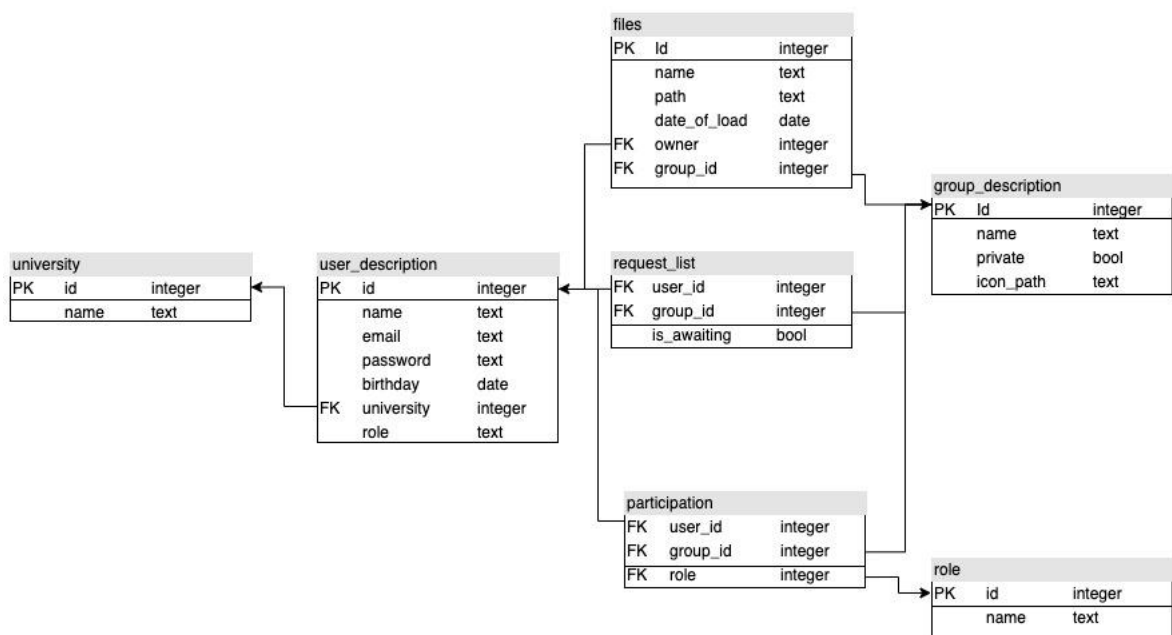 files
PK Id integer
name text
path text
date_of_load date
FK owner integer
FK group_id integer
group_description
PK Id integer
name text
private bool
icon_path text
university
PK id integer
name text
user_description
PK id integer
name text
email text
password text
birthday date
FK university integer
role text
request_list
FK user_id integer
FK group_id integer
is_awaiting bool
participation
FK user_id integer
FK group_id integer
FK role integer
role
PK id integer
name text